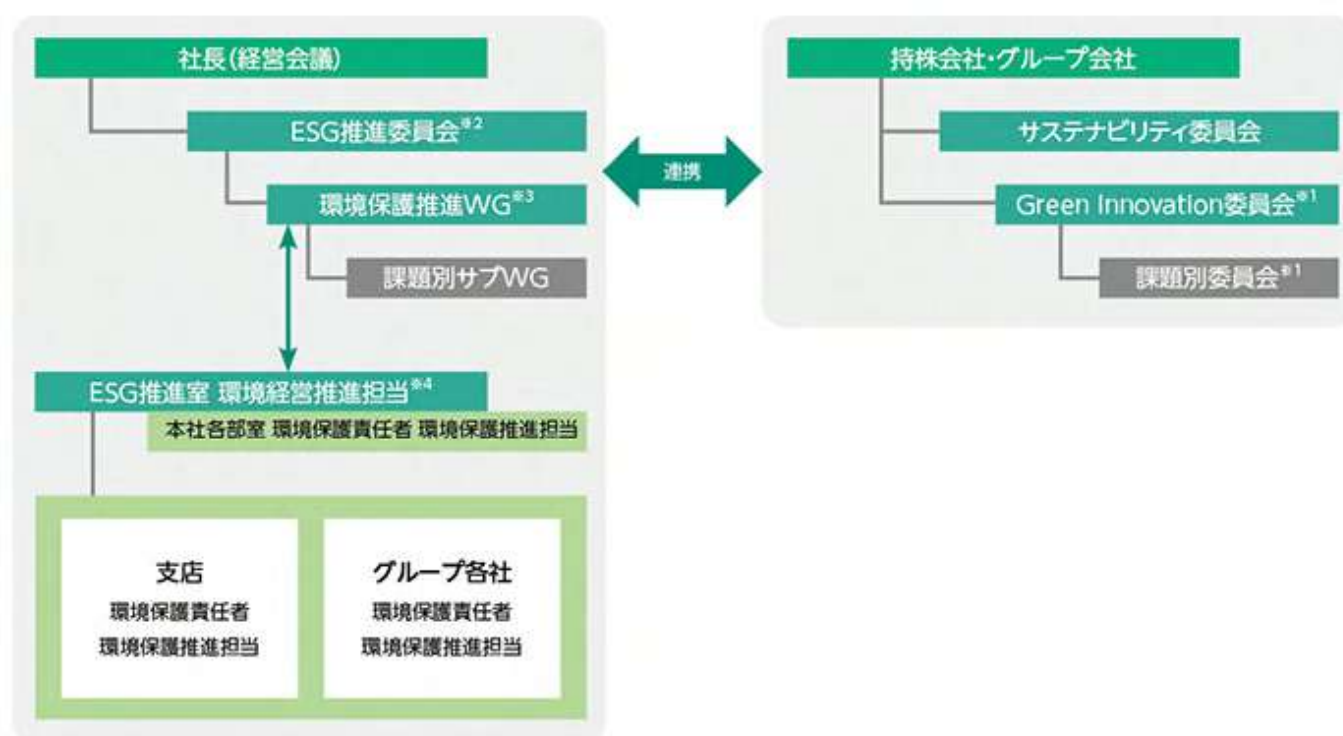 社長(経営会議)
ESG推進委員会※2
環境保護推進WG※3
課題別サブWG
ESG推進室 環境経営推進担当※4
本社各部室 環境保護責任者 環境保護推進担当
支店
環境保護責任者
環境保護推進担当
グループ各社
環境保護責任者
環境保護推進担当
連携
持株会社・グループ会社
サステナビリティ委員会
Green Innovation委員会※1
課題別委員会※1